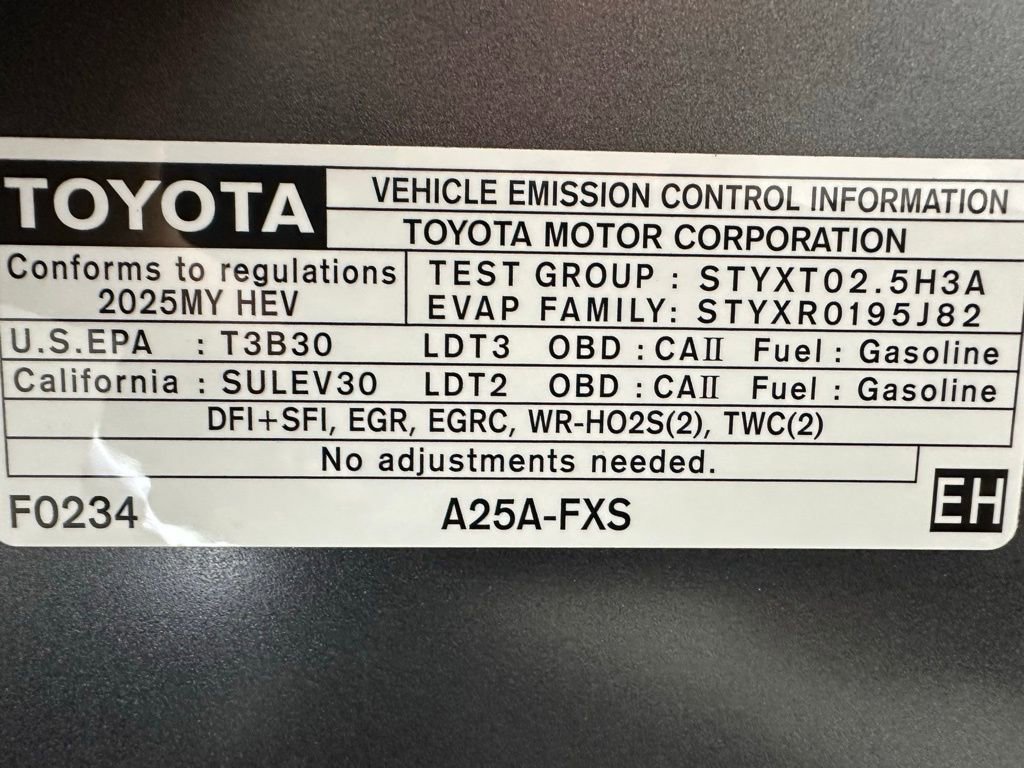 TOYOTA VEHICLE EMISSION CONTROL INFORMATION
TOYOTA MOTOR CORPORATION
Conforms to regulations
2025MY HEV
TEST GROUP : STYXT02.5H3A
EVAP FAMILY: STYXR0195J82
U.S.EPA : T3B30 LDT3 OBD : CAII Fuel : Gasoline
California : SULEV30 LDT2 OBD : CAII Fuel : Gasoline
DFI+SFI, EGR, EGRC, WR-HO2S(2), TWC(2)
No adjustments needed.
F0234 A25A-FXS EH